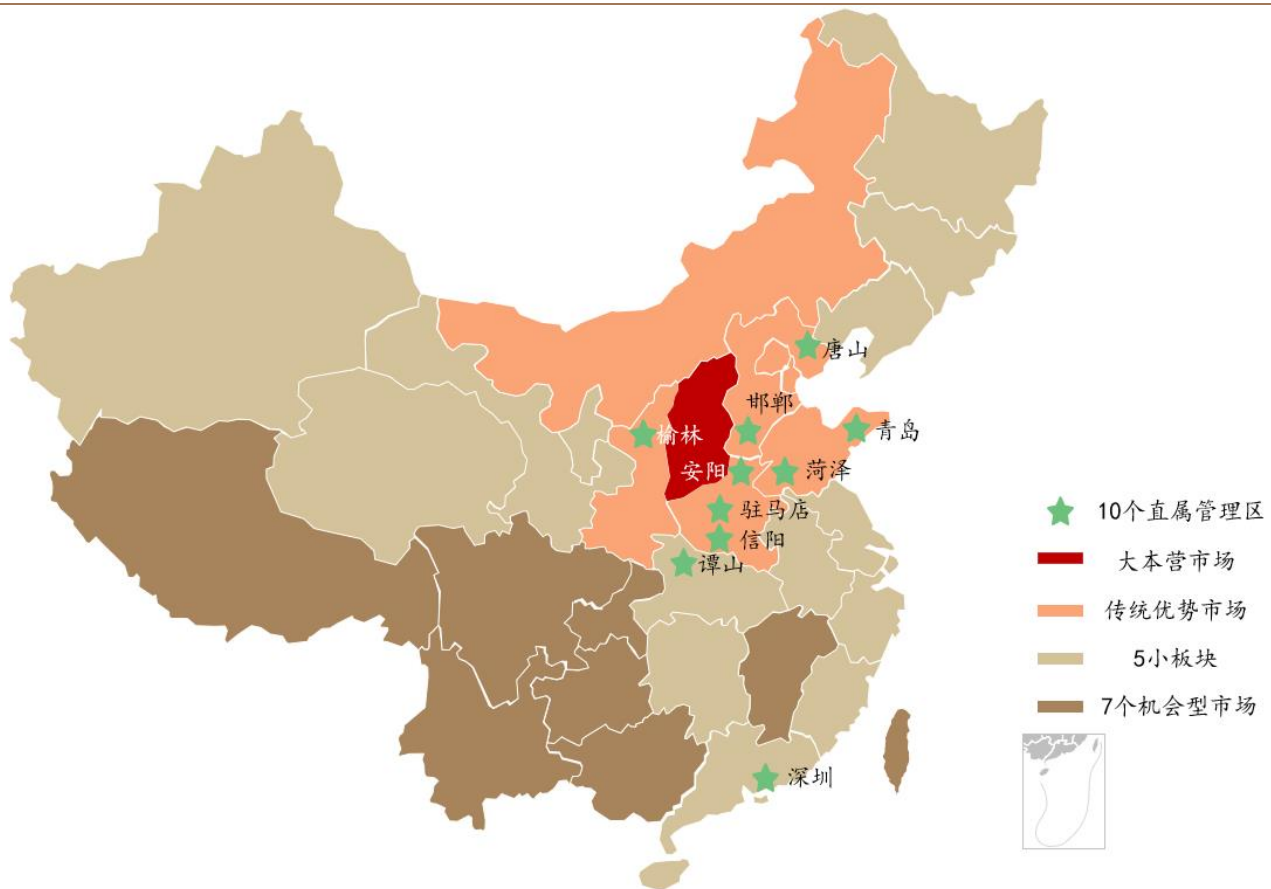 唐山
邯郸
青岛
榆林
安阳
菏泽
驻马店
信阳
谭山
深圳
10个直属管理区
大本营市场
传统优势市场
5小板块
7个机会型市场